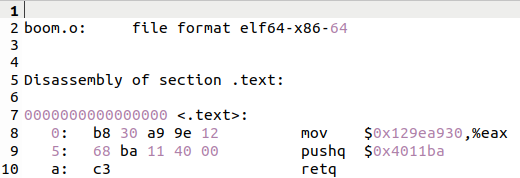 1
2 boom.o:     file format elf64-x86-64
3
4
5 Disassembly of section .text:
6
7 0000000000000000 <.text>:
8    0:   b8 30 a9 9e 12          mov    $0x129ea930,%eax
9    5:   68 ba 11 40 00          pushq  $0x4011ba
10    a:   c3                      retq